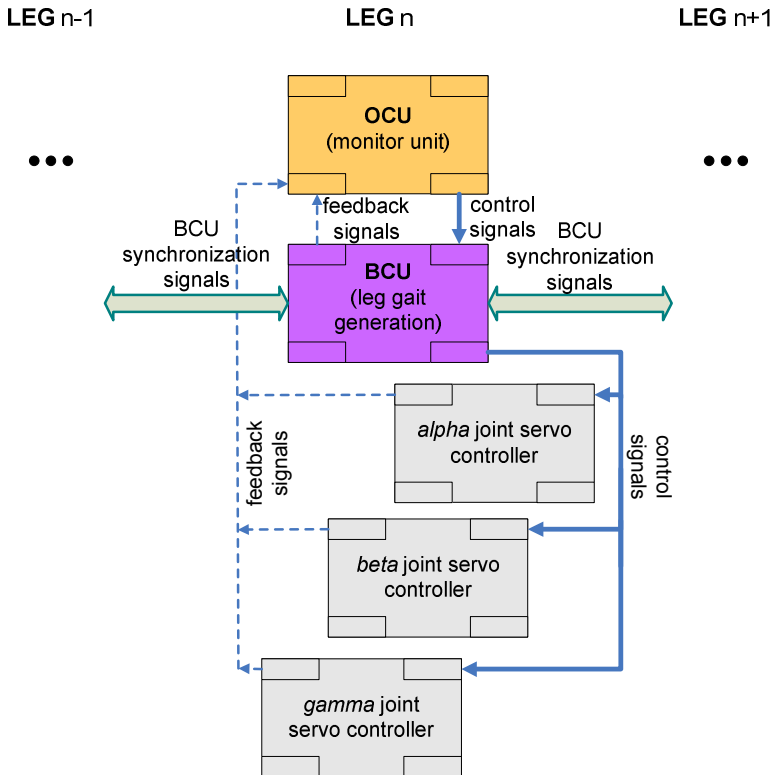 LEG n-1
LEG n
LEG n+1
OCU
(monitor unit)
•••
•••
feedback
signals
control
signals
BCU
synchronization
signals
BCU
(leg gait
generation)
BCU
synchronization
signals
alpha joint servo
controller
feedback
signals
control
signals
beta joint servo
controller
gamma joint
servo controller